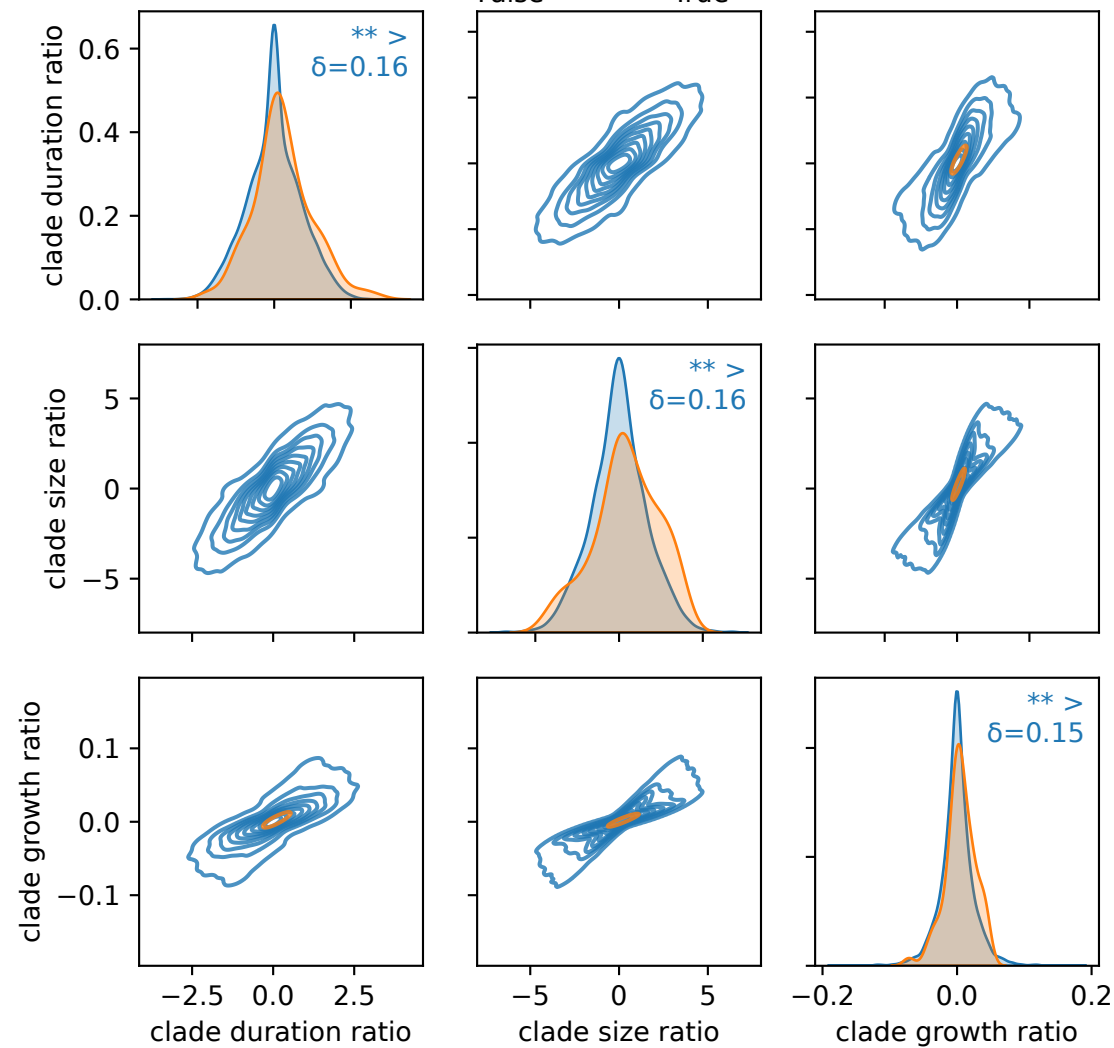 clade duration ratio
0.6
0.4
0.2
0.0
** >
δ=0.16
clade size ratio
5
0
−5
** >
δ=0.16
clade growth ratio
0.1
0.0
−0.1
** >
δ=0.15
−2.5 0.0 2.5
−5 0 5
−0.2 0.0 0.2
clade duration ratio
clade size ratio
clade growth ratio